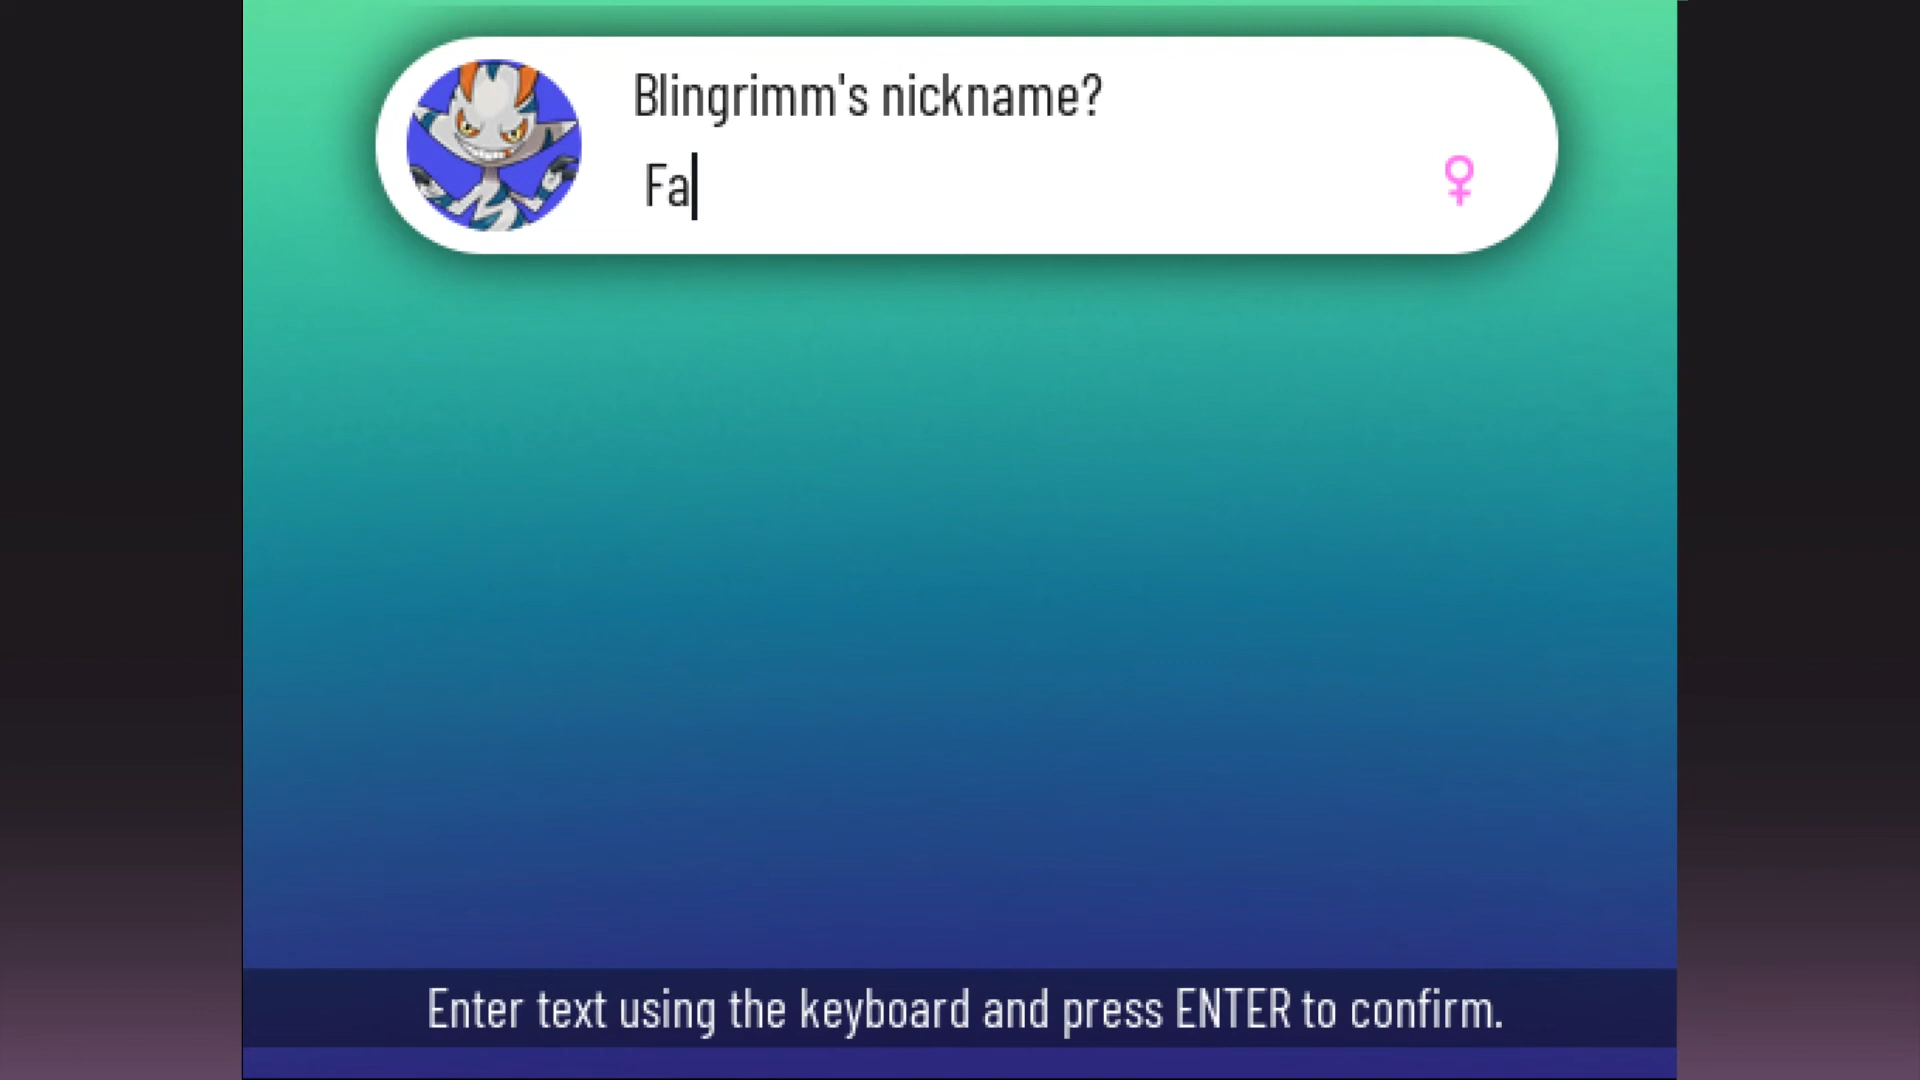 Blingrimm's nickname?
Fa
Enter text using the keyboard and press ENTER to confirm.